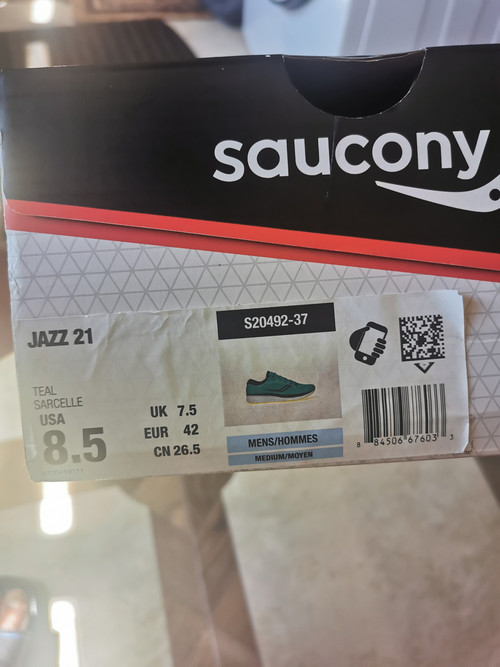 saucony
JAZZ 21
S20492-37
TEAL
SARCELLE
USA
8.5
UK 7.5
EUR 42
CN 26.5
MENS/HOMMES
MEDIUM/MOYEN
8 84506 67603 3